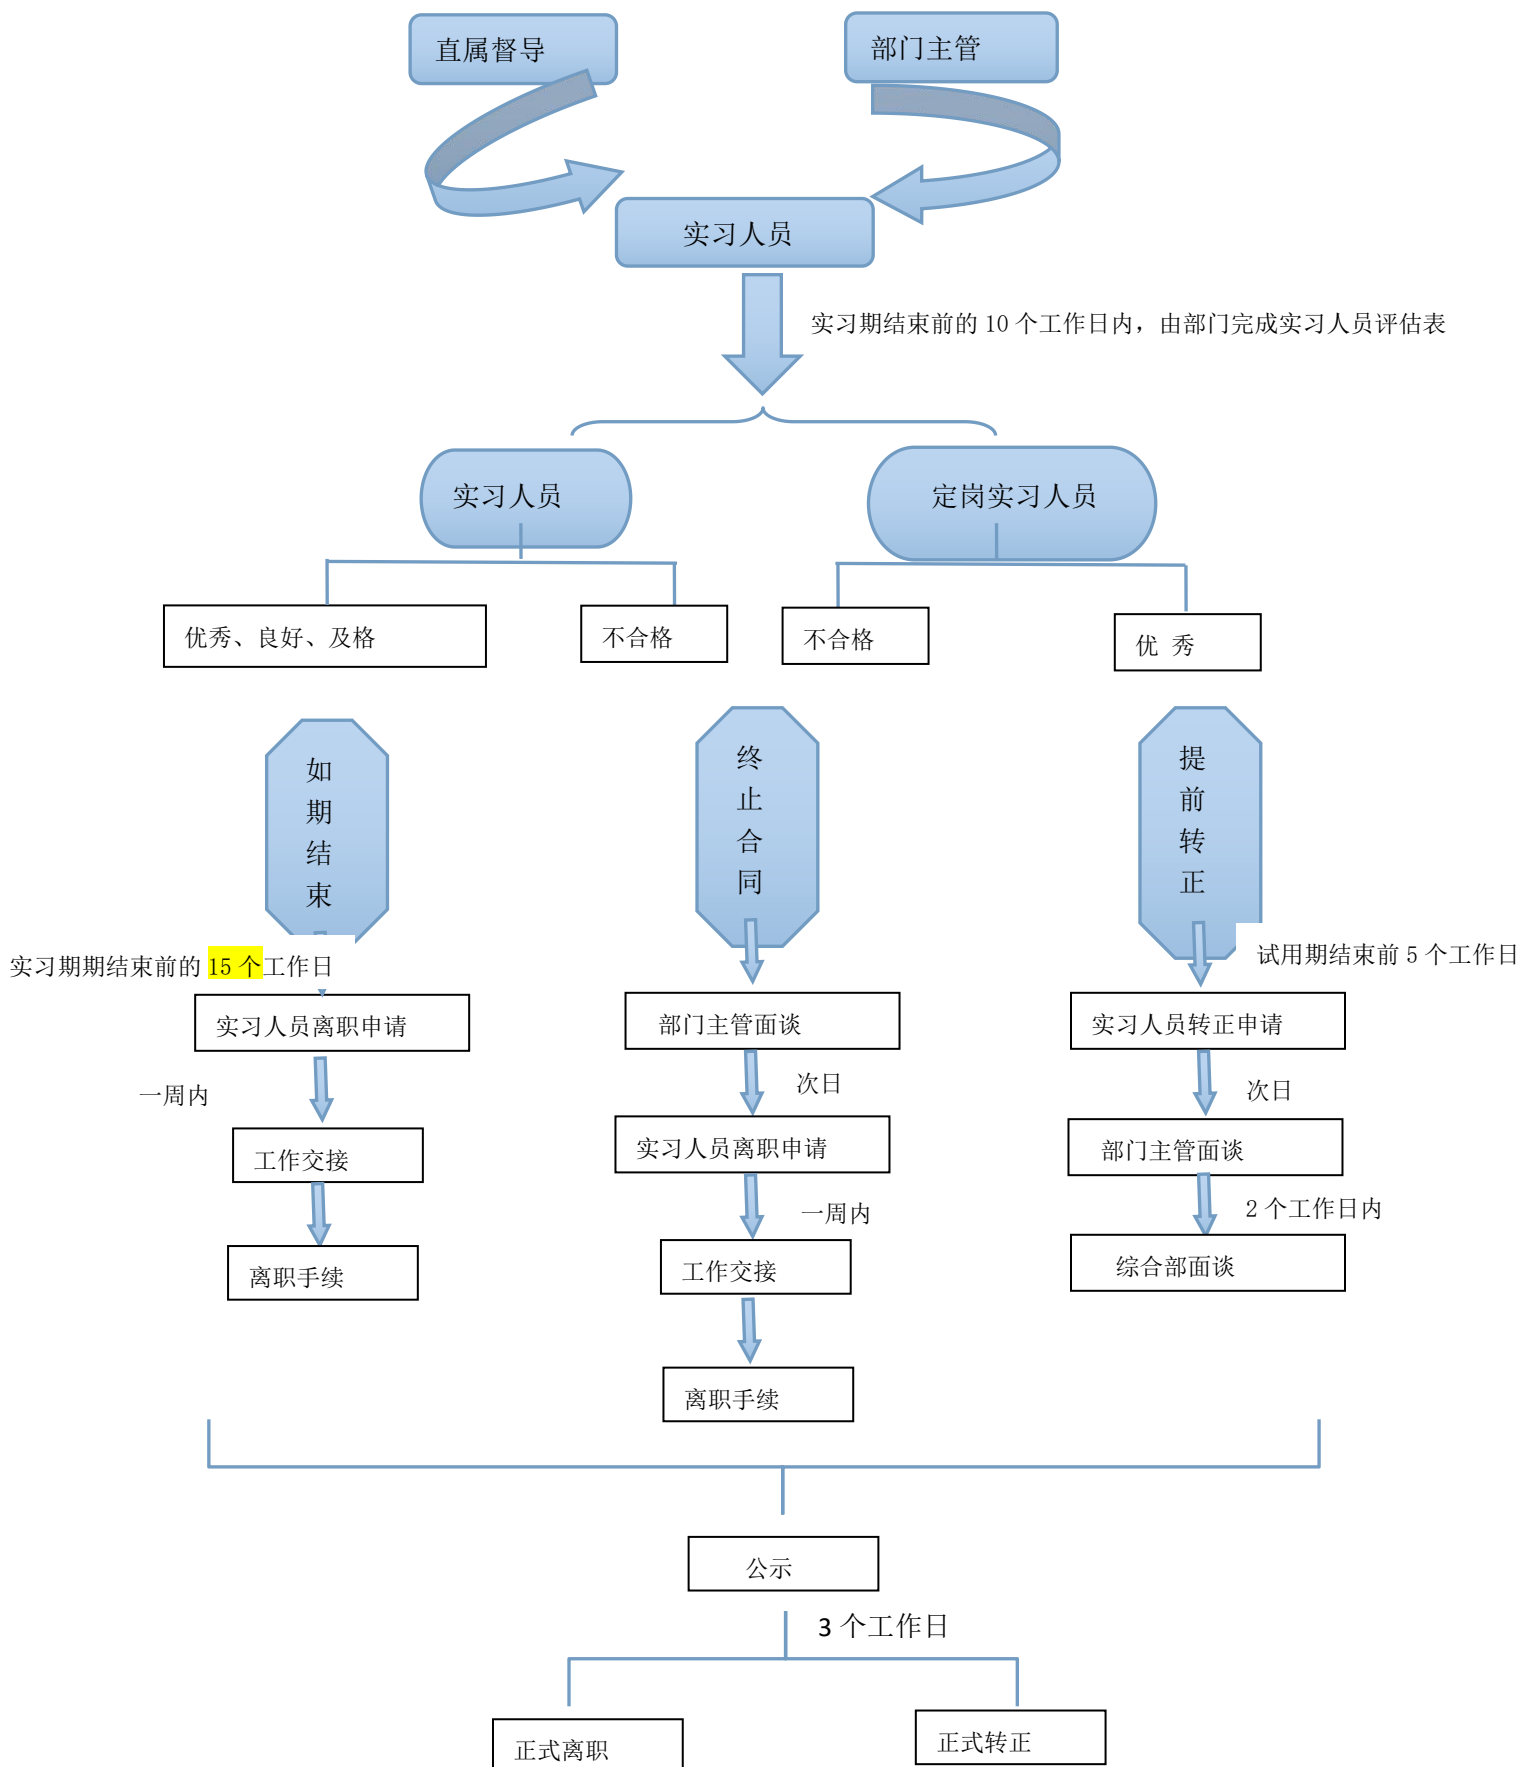 直属督导
部门主管
实习人员
实习期结束前的 10 个工作日内，由部门完成实习人员评估表
实习人员
定岗实习人员
优秀、良好、及格
不合格
不合格
优 秀
如
期
结
束
终
止
合
同
提
前
转
正
实习期期结束前的 15 个工作日
试用期结束前 5 个工作日
实习人员离职申请
部门主管面谈
实习人员转正申请
一周内
次日
次日
工作交接
实习人员离职申请
部门主管面谈
一周内
2 个工作日内
离职手续
工作交接
综合部面谈
离职手续
公示
3 个工作日
正式离职
正式转正